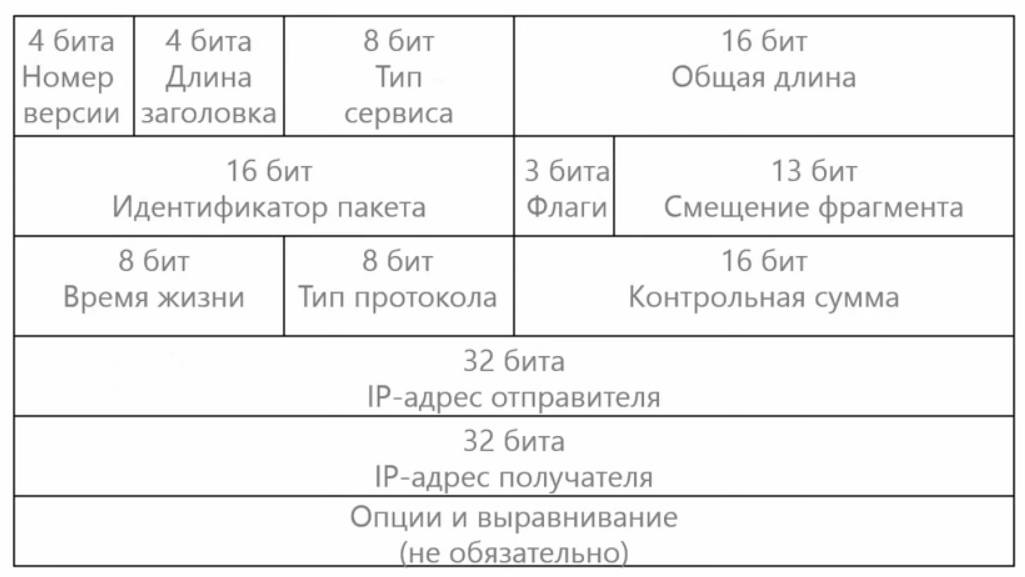 4 бита
Номер
версии
4 бита
Длина
заголовка
8 бит
Тип
сервиса
16 бит
Общая длина
16 бит
Идентификатор пакета
3 бита
Флаги
13 бит
Смещение фрагмента
8 бит
Время жизни
8 бит
Тип протокола
16 бит
Контрольная сумма
32 бита
IP-адрес отправителя
32 бита
IP-адрес получателя
Опции и выравнивание
(не обязательно)